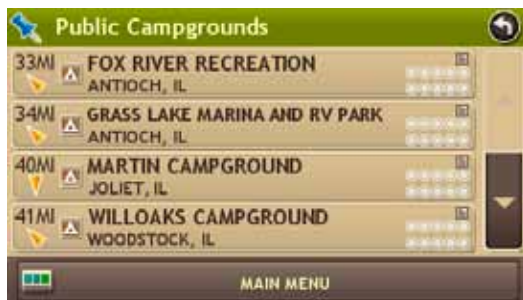 Public Campgrounds
33MI FOX RIVER RECREATION
ANTIOCH, IL
34MI GRASS LAKE MARINA AND RV PARK
ANTIOCH, IL
40MI MARTIN CAMPGROUND
JOLIET, IL
41MI WILLOAKS CAMPGROUND
WOODSTOCK, IL
MAIN MENU